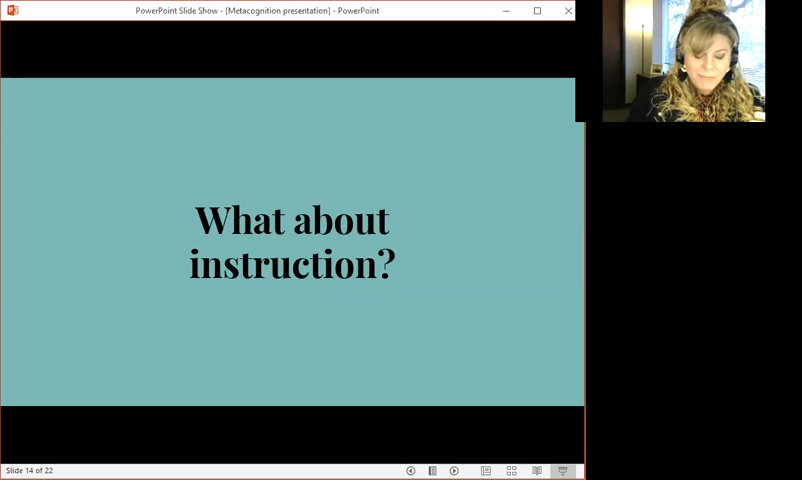 PowerPoint Slide Show - [Metacognition presentation] - PowerPoint
What about
instruction?
Slide 14 of 22